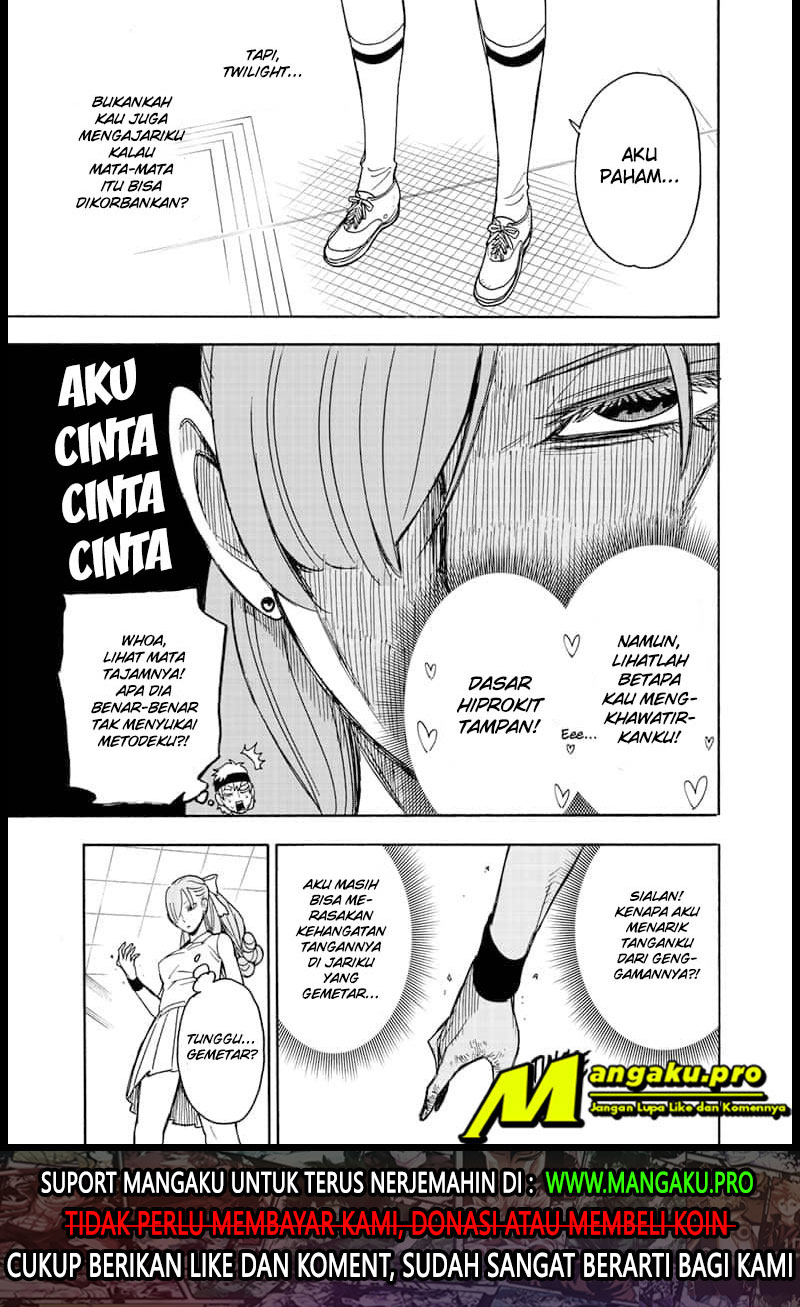 AKU
PAHAM...
TAPI,
TWILIGHT...
BUKANKAH
KAU JUGA
MENGAJARIKU
KALAU
MATA-MATA
ITU BISA
DIKORBANKAN?
NAMUN,
LIHATLAH
BETAPA
KAU MENG-
KHAWATIR-
KANKU!
Eee...
DASAR
HIPROKIT
TAMPAN!
AKU
CINTA
CINTA
CINTA
WHOA,
LIHAT MATA
TAJAMNYA!
APA DIA
BENAR-BENAR
TAK MENYUKAI
METODEKU?!
SIALAN!
KENAPA AKU
MENARIK
TANGANKU
DARI GENG-
GAMANNYA?!
AKU MASIH
BISA ME-
RASAKAN
KEHANGATAN
TANGANNYA
DI JARIKU
YANG
GEMETAR...
TUNGGU...
GEMETAR?
Mangaku.pro
Jangan Lupa Like dan Komennya
SUPORT MANGAKU UNTUK TERUS NERJEMAHIN DI : WWW.MANGAKU.PRO
TIDAK PERLU MEMBAYAR KAMI, DONASI ATAU MEMBELI KOIN
CUKUP BERIKAN LIKE DAN KOMENT, SUDAH SANGAT BERARTI BAGI KAMI